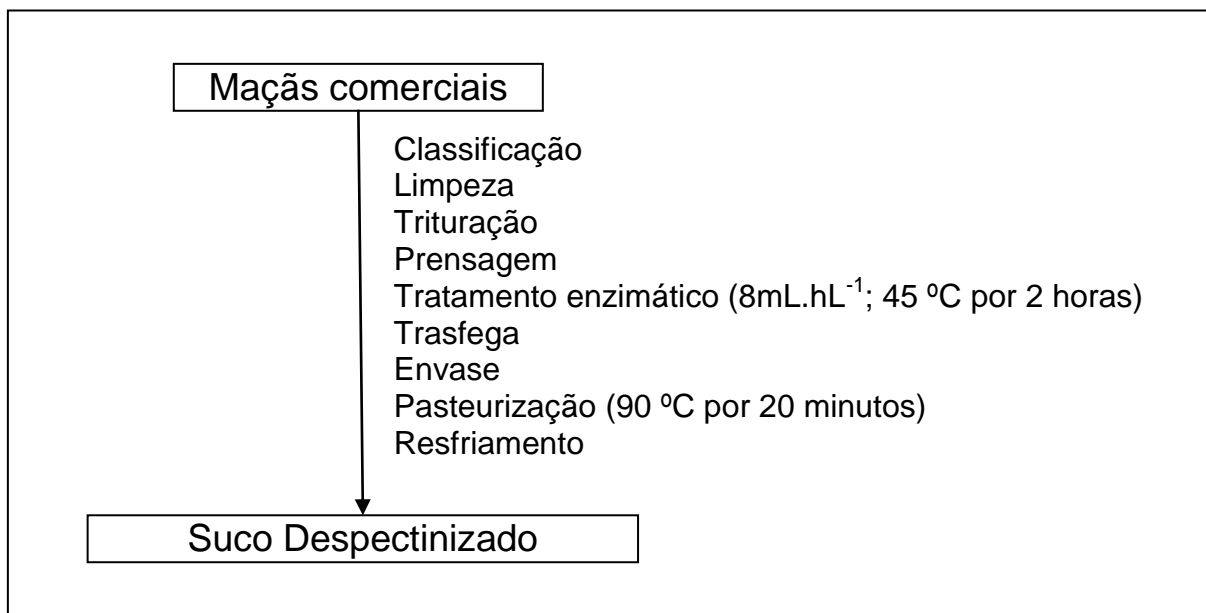 Maçãs comerciais
Classificação
Limpeza
Trituração
Prensagem
Tratamento enzimático (8mL.hL⁻¹; 45 ºC por 2 horas)
Trasfega
Envase
Pasteurização (90 ºC por 20 minutos)
Resfriamento
Suco Despectinizado